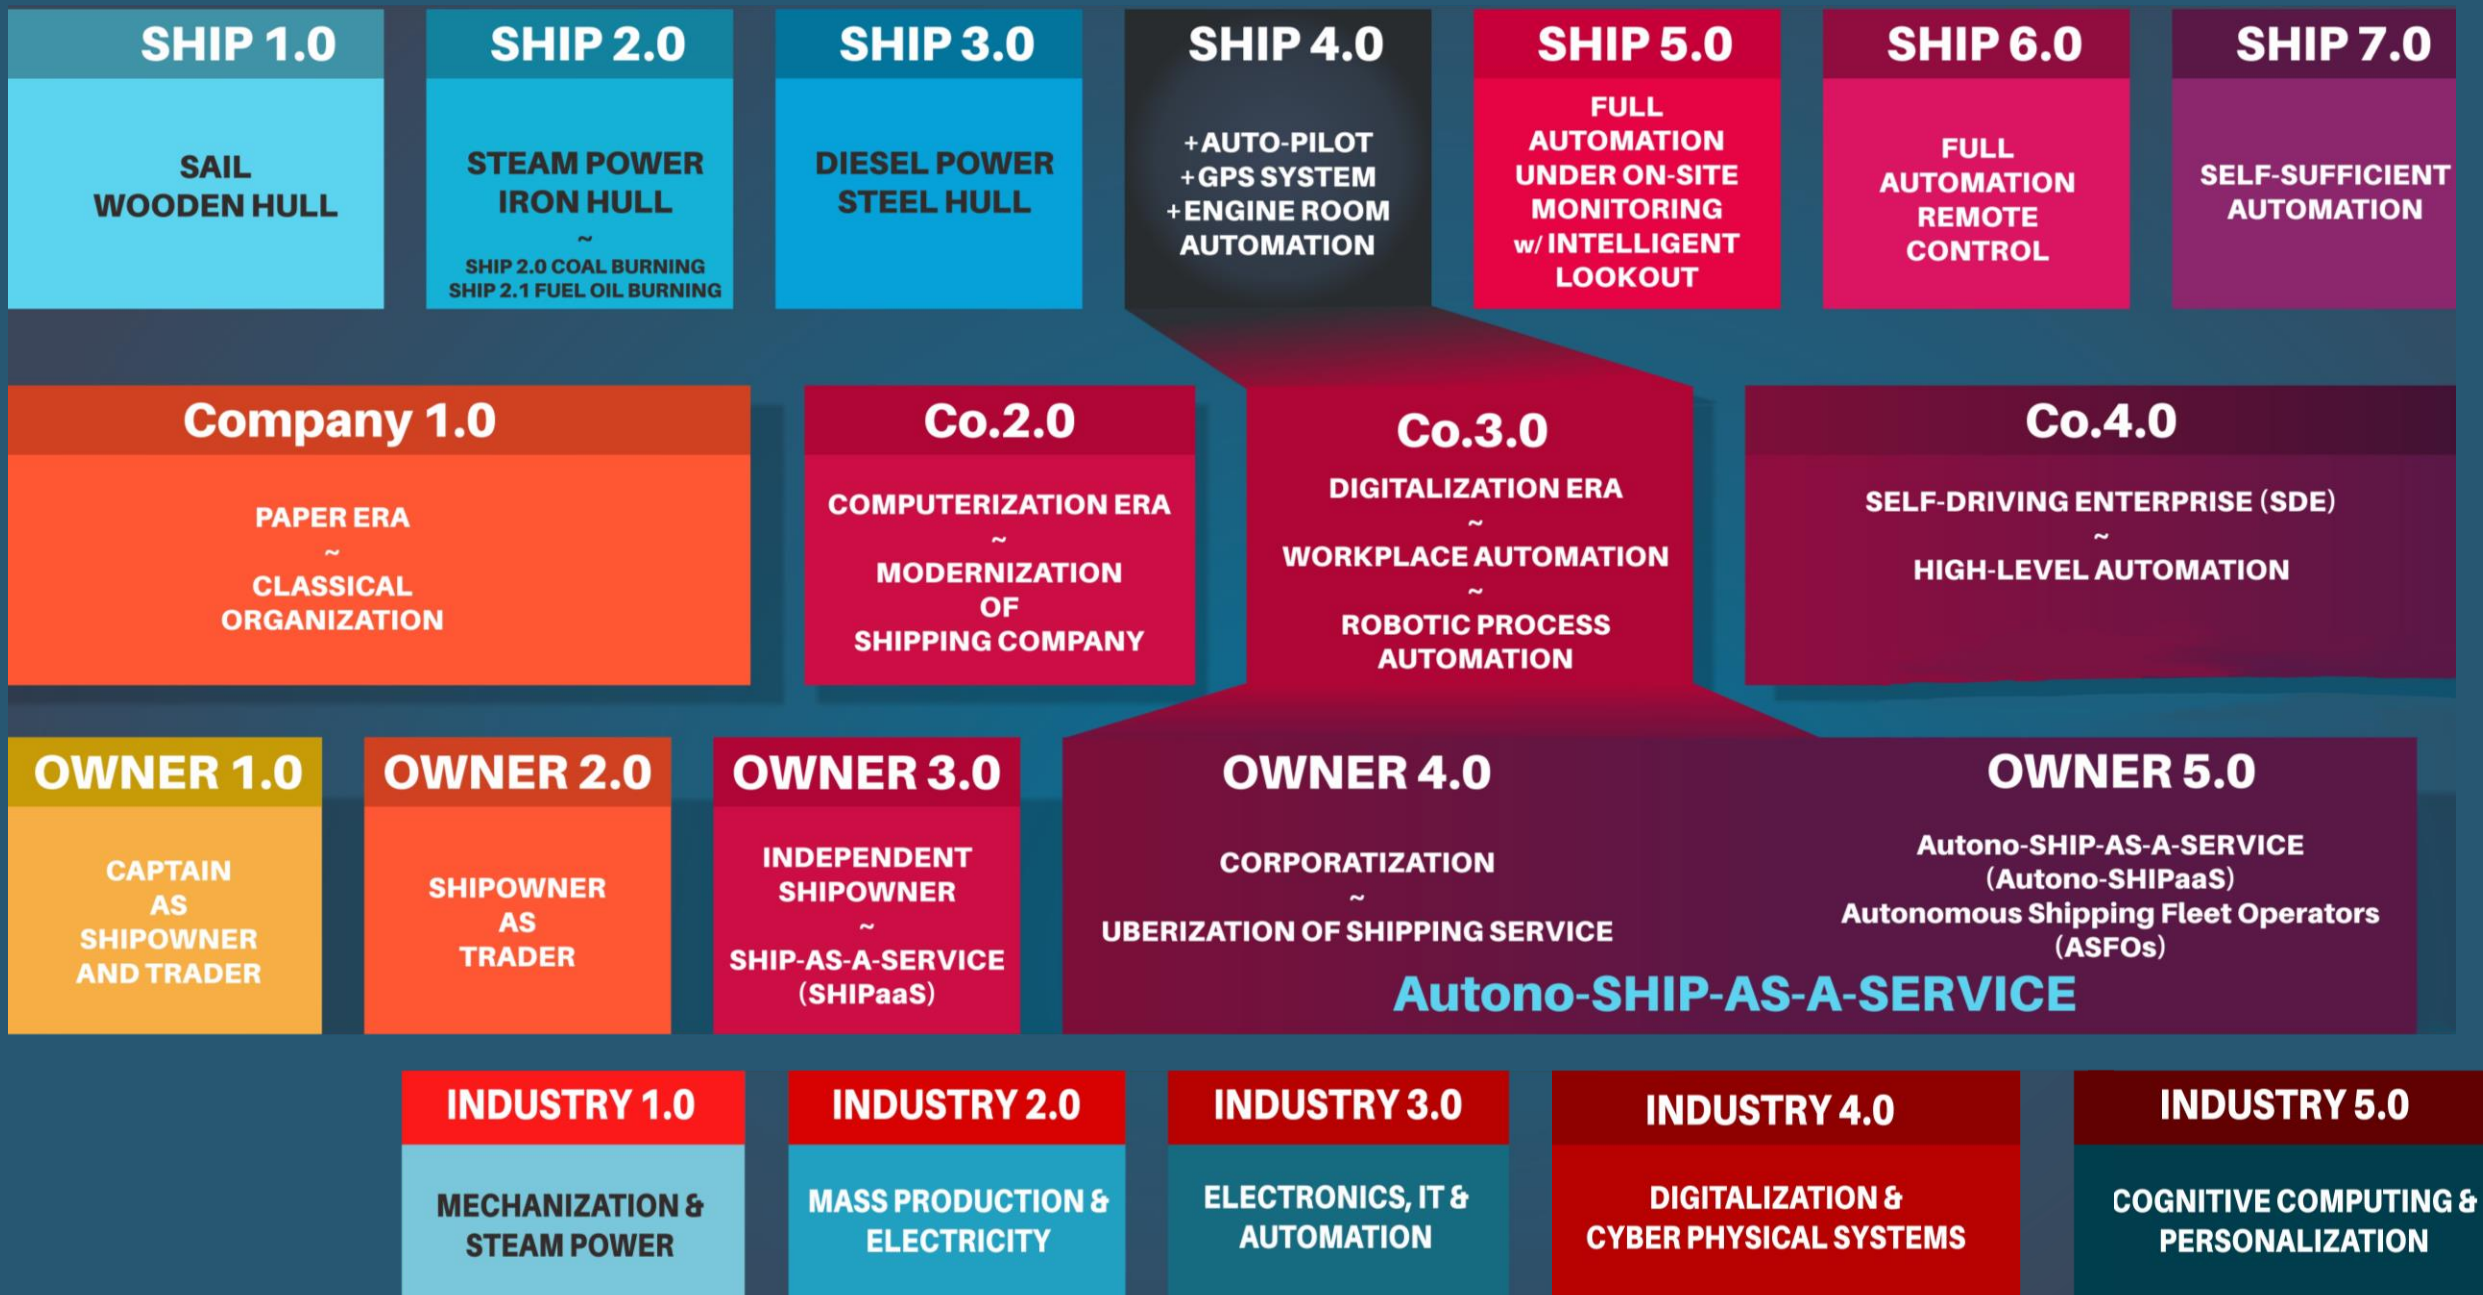 SHIP 1.0
SAIL
WOODEN HULL
SHIP 2.0
STEAM POWER
IRON HULL
~
SHIP 2.0 COAL BURNING
SHIP 2.1 FUEL OIL BURNING
SHIP 3.0
DIESEL POWER
STEEL HULL
SHIP 4.0
+AUTO-PILOT
+GPS SYSTEM
+ENGINE ROOM
AUTOMATION
SHIP 5.0
FULL
AUTOMATION
UNDER ON-SITE
MONITORING
w/ INTELLIGENT
LOOKOUT
SHIP 6.0
FULL
AUTOMATION
REMOTE
CONTROL
SHIP 7.0
SELF-SUFFICIENT
AUTOMATION
Company 1.0
PAPER ERA
~
CLASSICAL
ORGANIZATION
Co.2.0
COMPUTERIZATION ERA
~
MODERNIZATION
OF
SHIPPING COMPANY
Co.3.0
DIGITALIZATION ERA
~
WORKPLACE AUTOMATION
~
ROBOTIC PROCESS
AUTOMATION
Co.4.0
SELF-DRIVING ENTERPRISE (SDE)
~
HIGH-LEVEL AUTOMATION
OWNER 1.0
CAPTAIN
AS
SHIPOWNER
AND TRADER
OWNER 2.0
SHIPOWNER
AS
TRADER
OWNER 3.0
INDEPENDENT
SHIPOWNER
~
SHIP-AS-A-SERVICE
(SHIPaaS)
OWNER 4.0
CORPORATIZATION
~
UBERIZATION OF SHIPPING SERVICE
OWNER 5.0
Autono-SHIP-AS-A-SERVICE
(Autono-SHIPaaS)
Autonomous Shipping Fleet Operators
(ASFOs)
Autono-SHIP-AS-A-SERVICE
INDUSTRY 1.0
MECHANIZATION &
STEAM POWER
INDUSTRY 2.0
MASS PRODUCTION &
ELECTRICITY
INDUSTRY 3.0
ELECTRONICS, IT &
AUTOMATION
INDUSTRY 4.0
DIGITALIZATION &
CYBER PHYSICAL SYSTEMS
INDUSTRY 5.0
COGNITIVE COMPUTING &
PERSONALIZATION